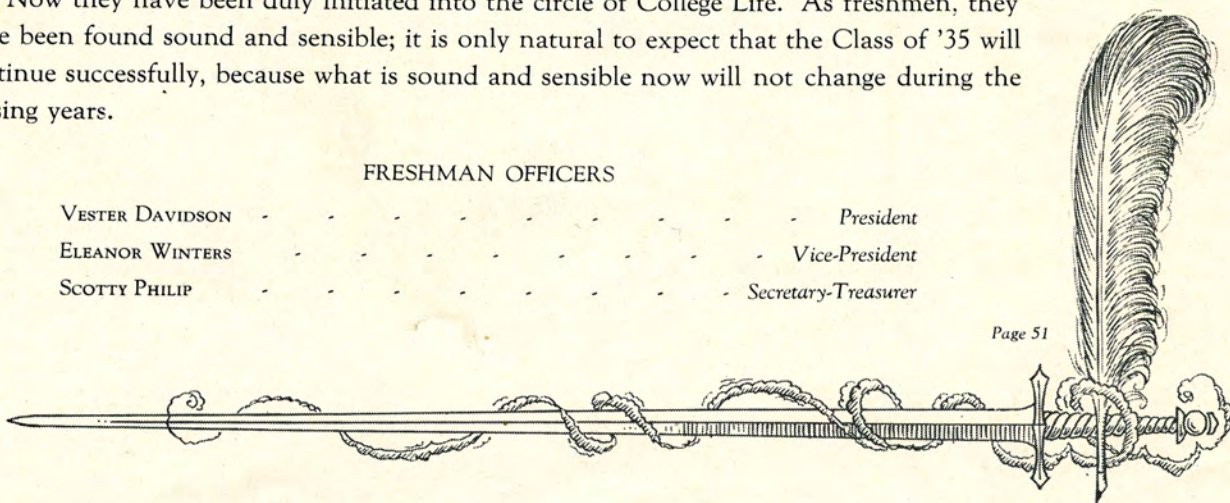 Now they have been duly initiated into the circle of College Life. As freshmen, they
e been found sound and sensible; it is only natural to expect that the Class of '35 will
tinue successfully, because what is sound and sensible now will not change during the
sing years.
FRESHMAN OFFICERS
VESTER DAVIDSON - - - - - - - - - President
ELEANOR WINTERS - - - - - - - - Vice-President
SCOTTY PHILIP - - - - - - - - Secretary-Treasurer
Page 51